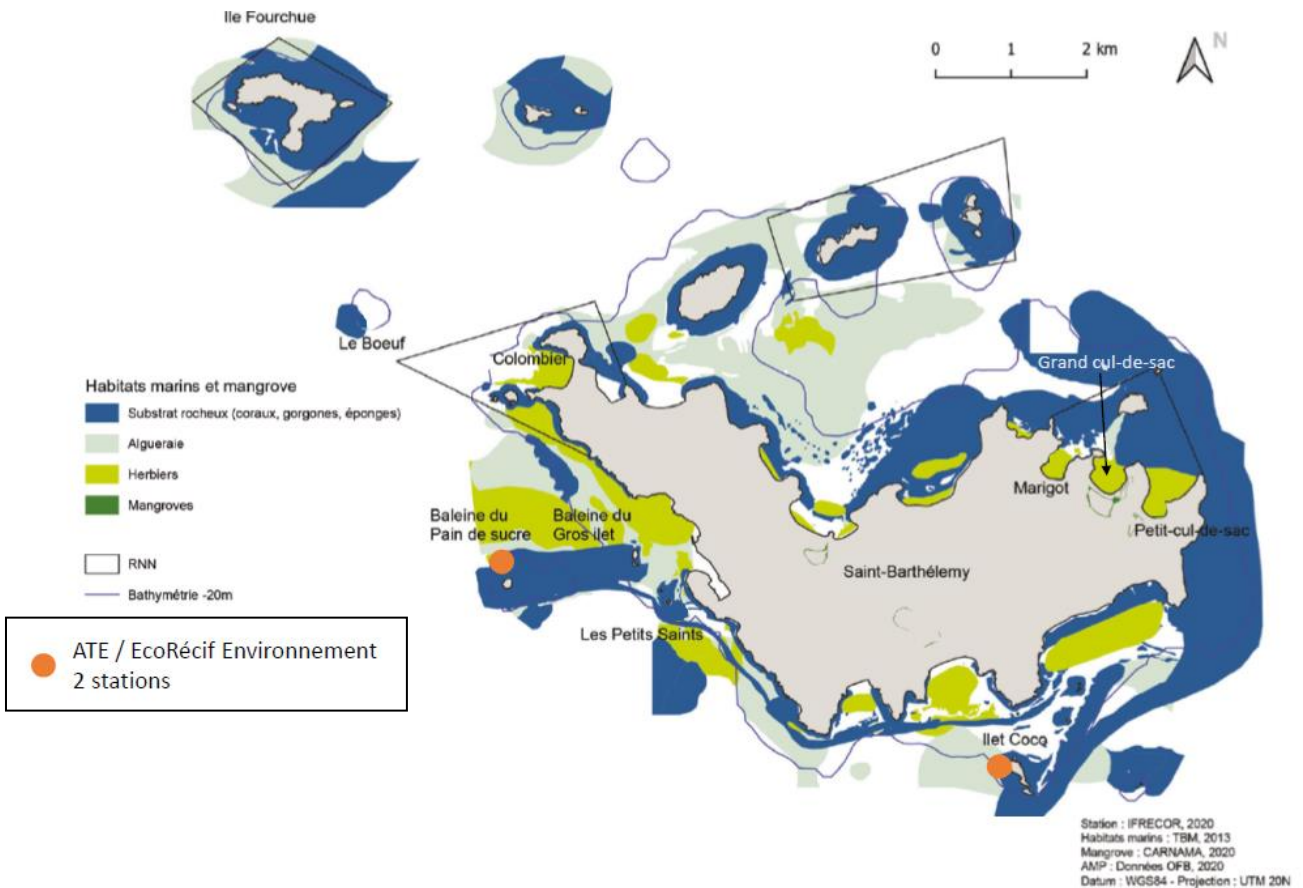 Ile Fourchue
0 1 2 km
N
Le Boeuf
Colombier
Grand cul-de-sac
Habitats marins et mangrove
Substrat rocheux (coraux, gorgones, éponges)
Algueraie
Herbiers
Mangroves
RNN
Bathymétrie -20m
Marigot
Baleine du
Pain de sucre
Baleine du
Gros ilet
Petit-cul-de-sac
Saint-Barthélemy
Les Petits Saints
ATE / EcoRécif Environnement
2 stations
Ilet Coco
Station : IFRECOR, 2020
Habitats marins : TBM, 2013
Mangrove : CARNAMA, 2020
AMP : Données OFB, 2020
Datum : WGS84 - Projection : UTM 20N